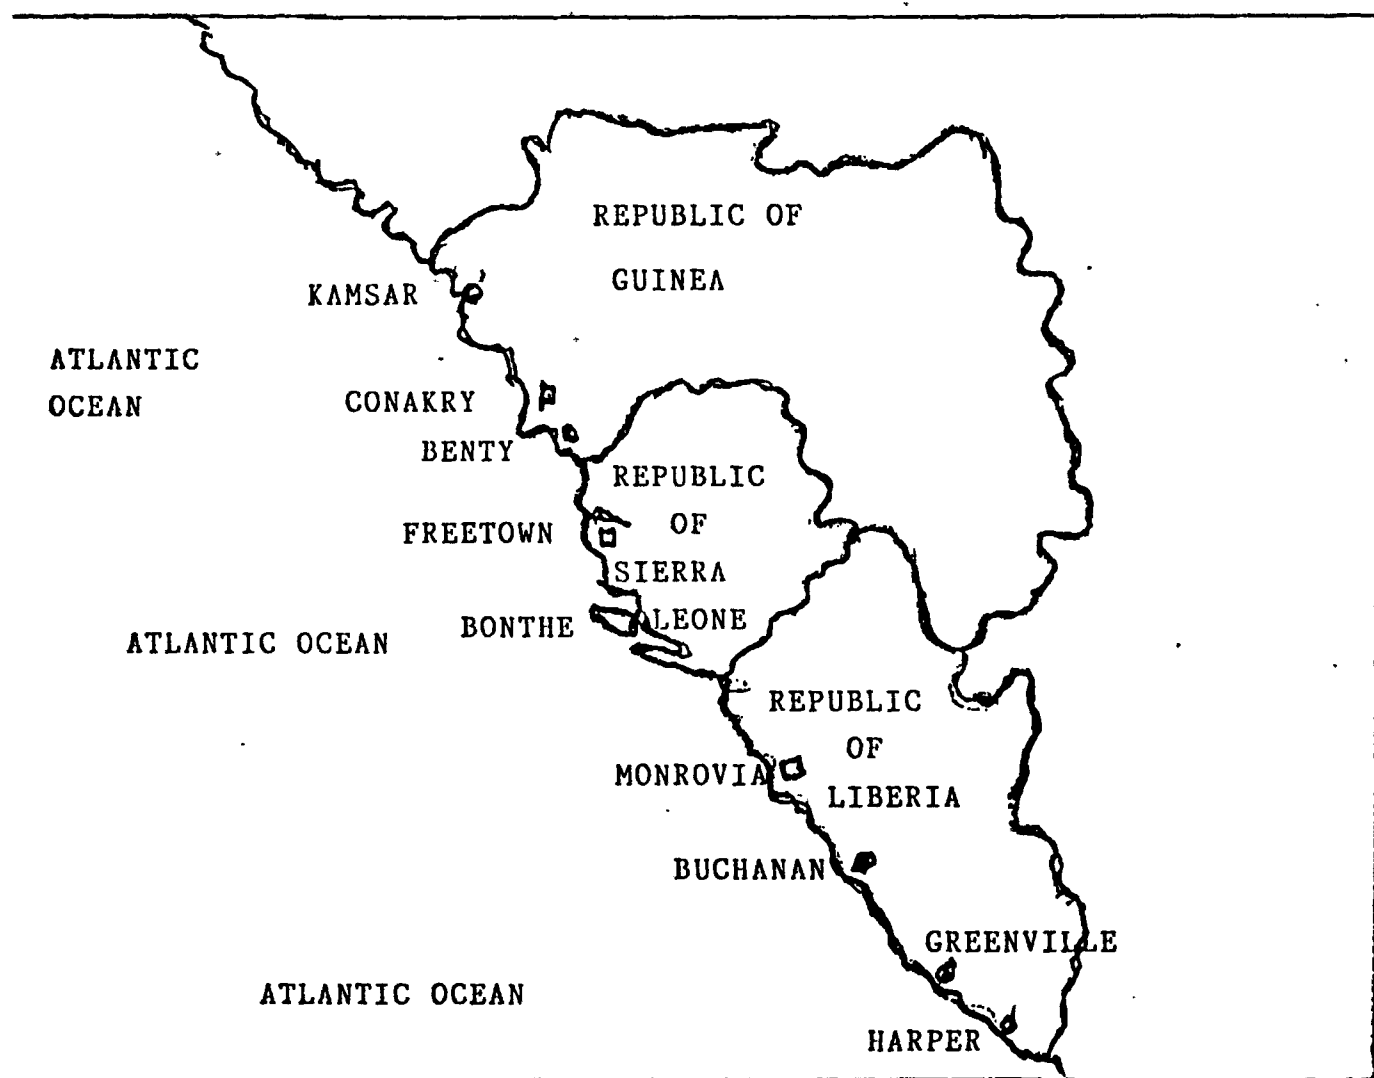 REPUBLIC OF
GUINEA
KAMSAR
ATLANTIC
OCEAN
CONAKRY
BENTY
REPUBLIC
OF
SIERRA
LEONE
FREETOWN
BONTHE
ATLANTIC OCEAN
REPUBLIC
OF
LIBERIA
MONROVIA
BUCHANAN
GREENVILLE
ATLANTIC OCEAN
HARPER